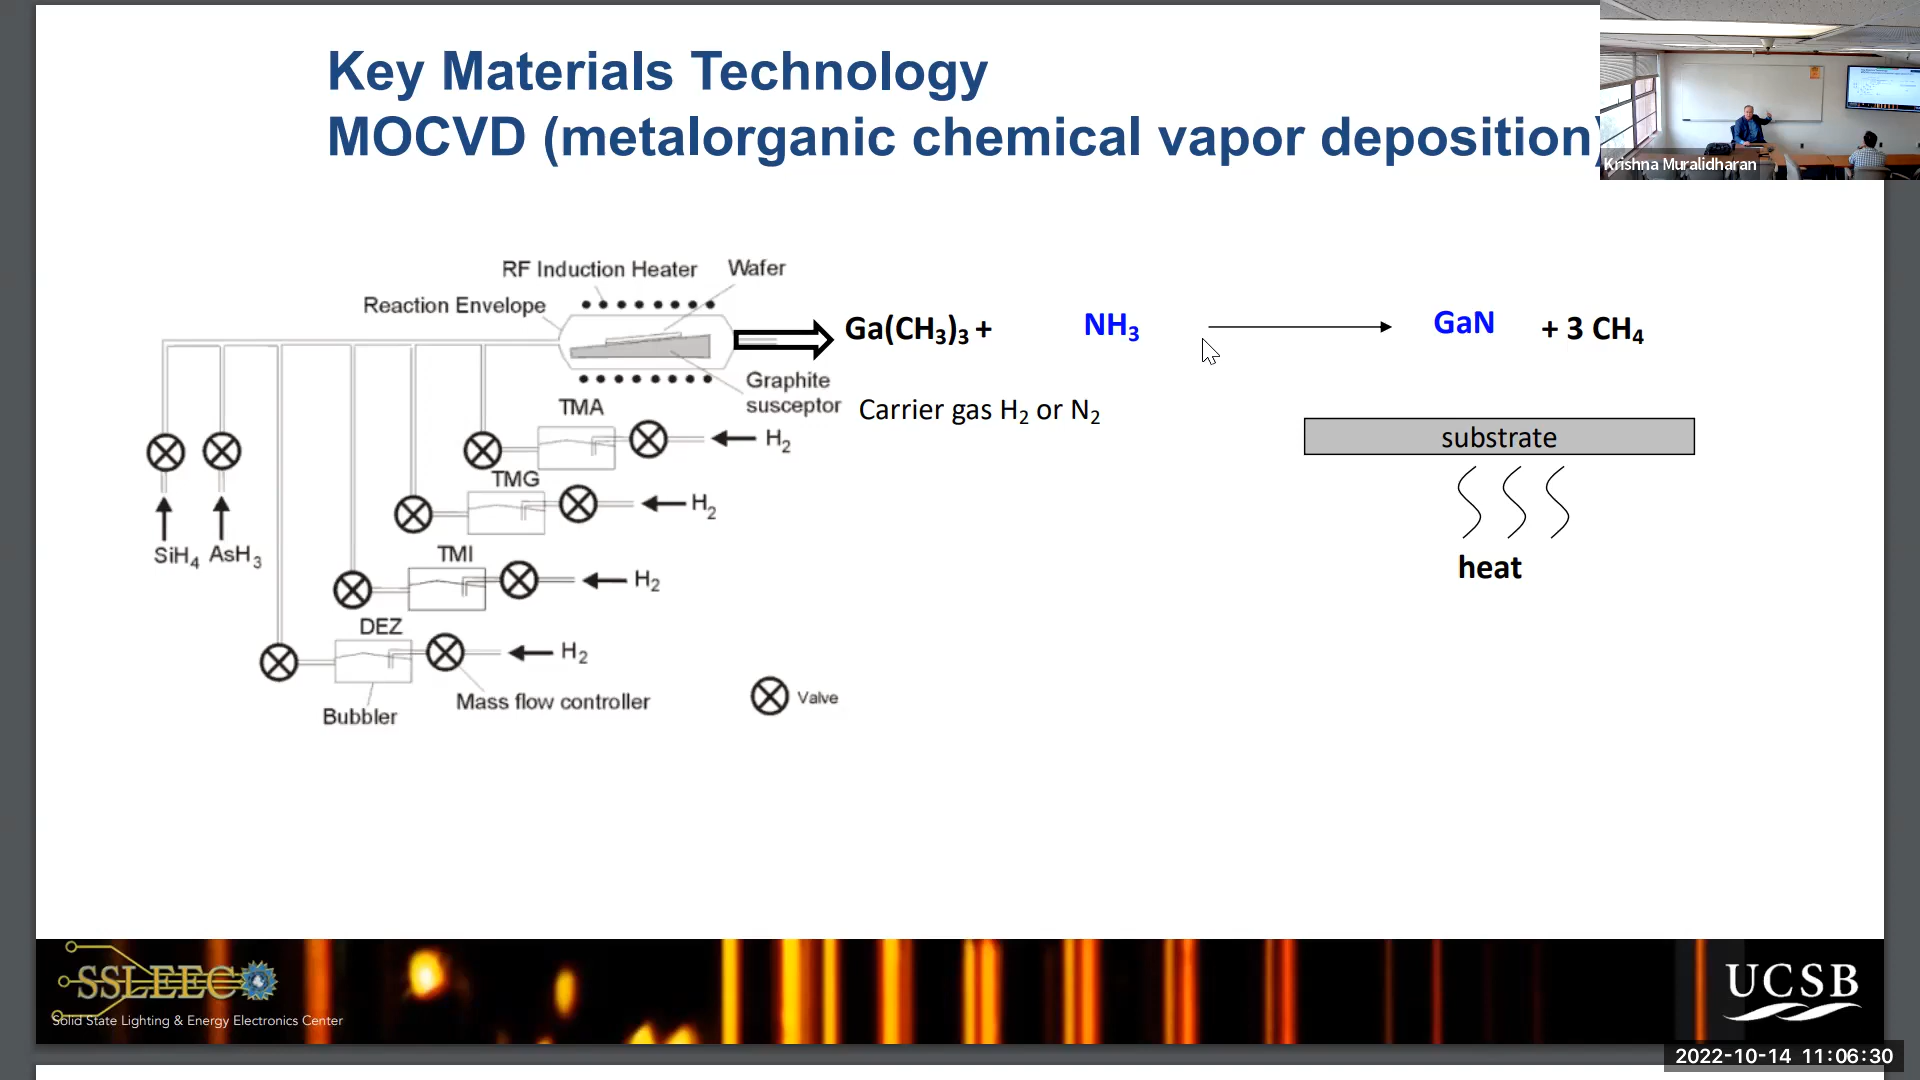 Key Materials Technology
MOCVD (metalorganic chemical vapor deposition)
Krishna Muralidharan
RF Induction Heater
Wafer
Reaction Envelope
Ga(CH₃)₃ + NH₃ GaN + 3 CH₄
Graphite
susceptor
Carrier gas H₂ or N₂
substrate
heat
TMA
H₂
TMG
H₂
SiH₄ AsH₃
TMI
H₂
DEZ
H₂
Mass flow controller
Bubbler
Valve
SSLEEC
Solid State Lighting & Energy Electronics Center
UCSB
2022-10-14 11:06:30